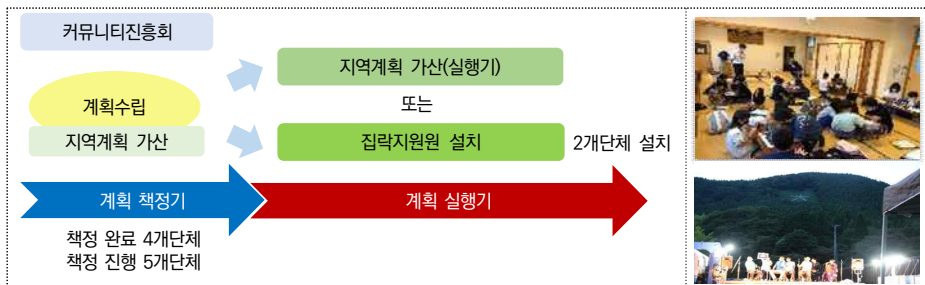 커뮤니티진흥회
계획수립
지역계획 가산
지역계획 가산(실행기)
또는
집락지원원 설치
2개단체 설치
계획 책정기
계획 실행기
책정 완료 4개단체
책정 진행 5개단체